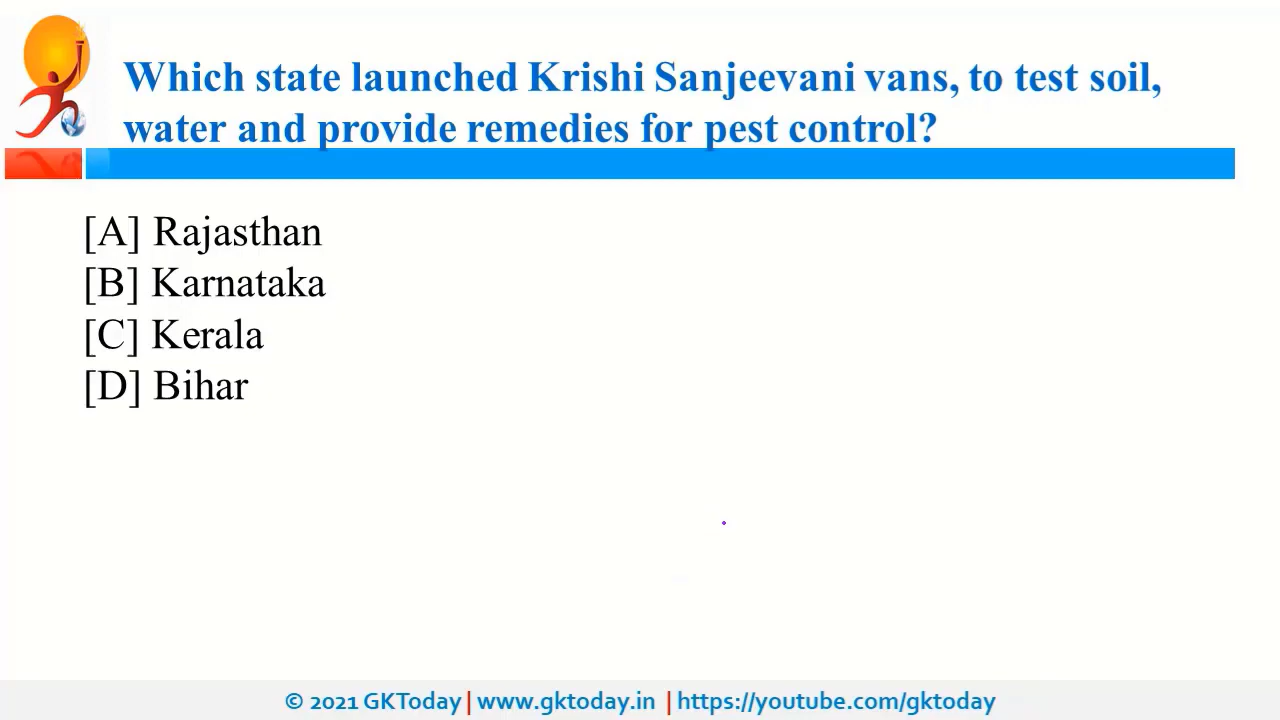 Which state launched Krishi Sanjeevani vans, to test soil,
water and provide remedies for pest control?
[A] Rajasthan
[B] Karnataka
[C] Kerala
[D] Bihar
© 2021 GKToday | www.gktoday.in | https://youtube.com/gktoday